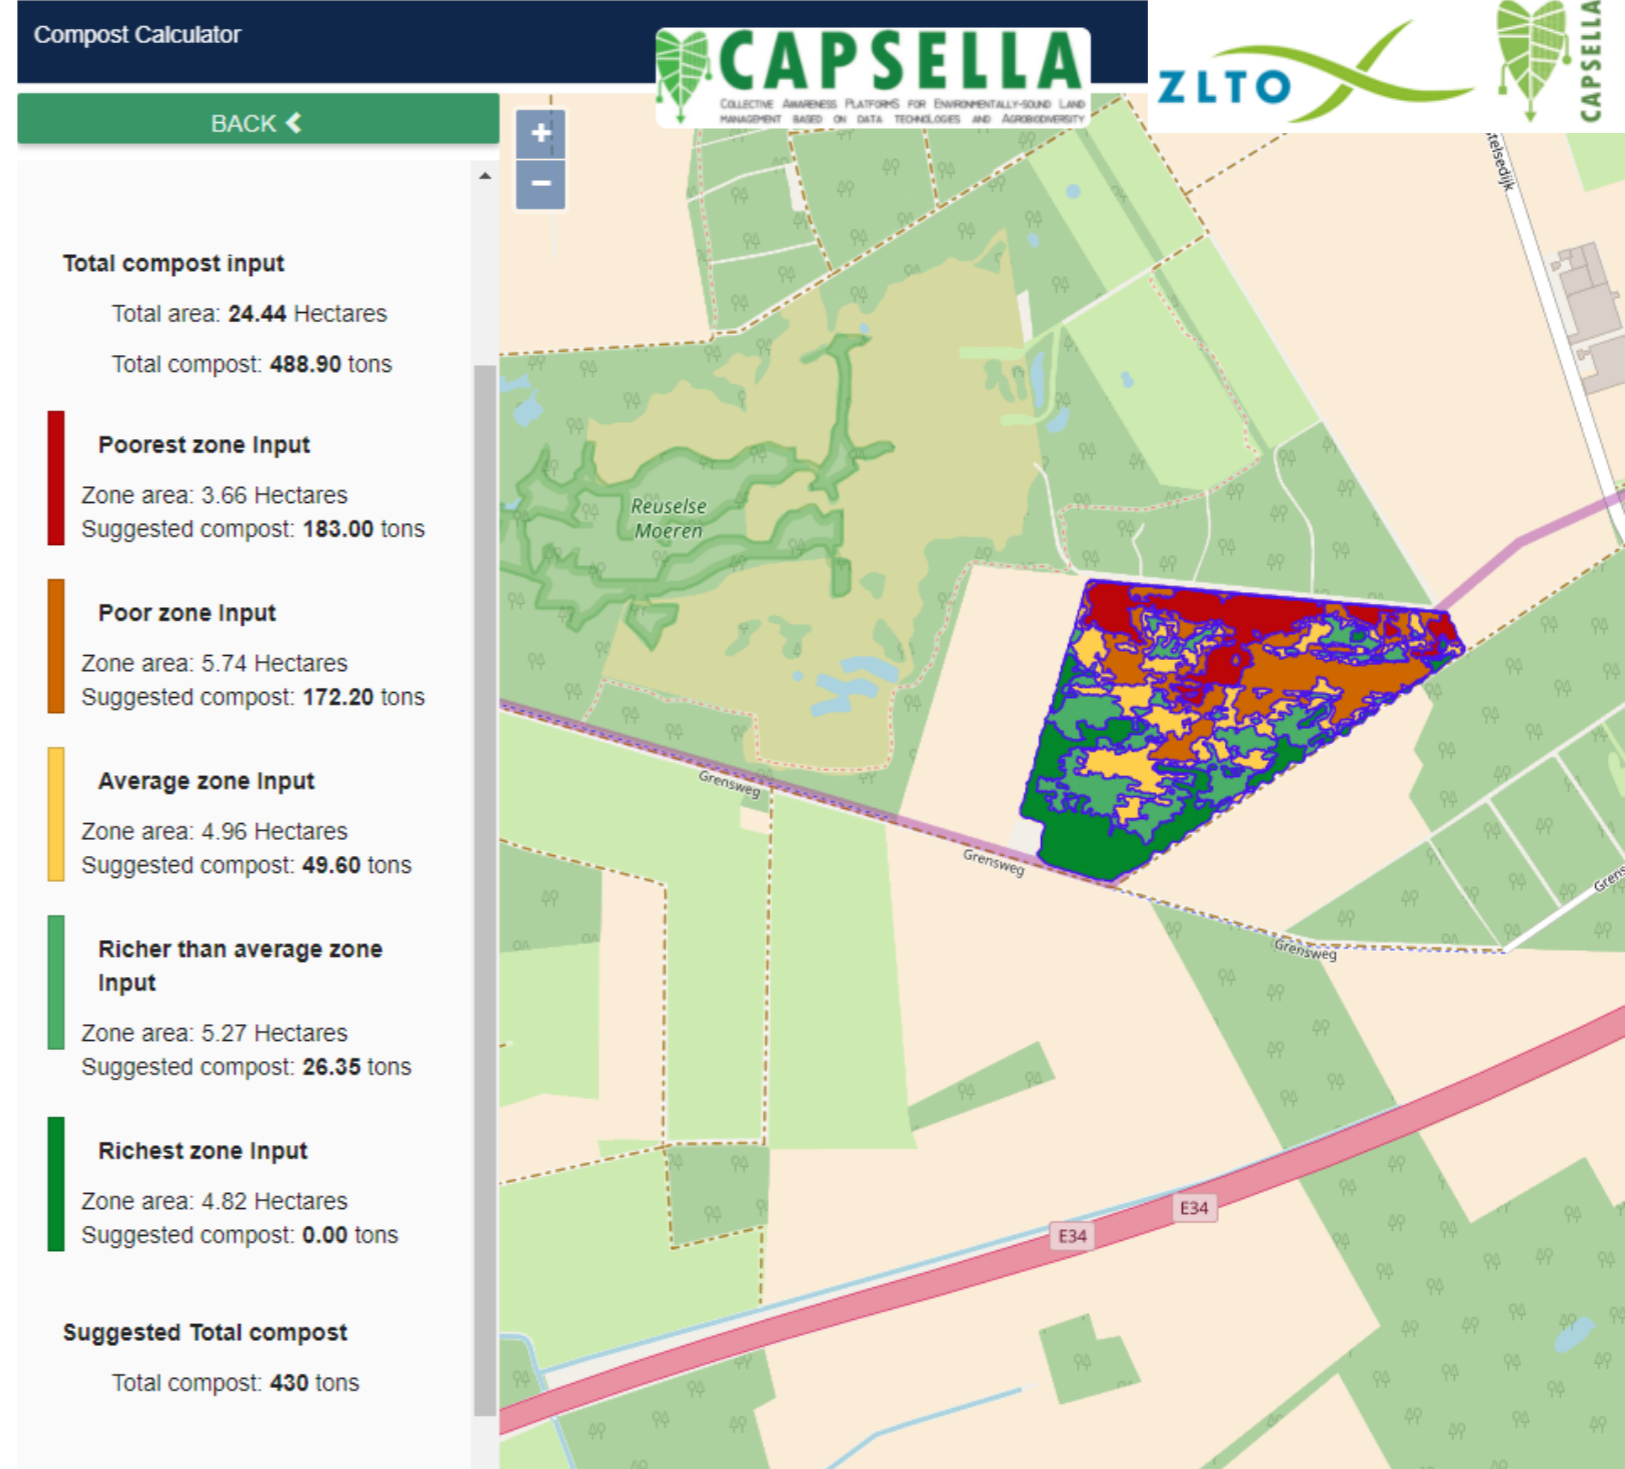 Compost Calculator
CAPSELLA
COLLECTIVE AWARENESS PLATFORMS FOR ENVIRONMENTALLY-SOUND LAND
MANAGEMENT BASED ON DATA TECHNOLOGIES AND AGROBIODIVERSITY
ZLTO
CAPSELLA
BACK
+
−
Total compost input
Total area: 24.44 Hectares
Total compost: 488.90 tons
Poorest zone Input
Zone area: 3.66 Hectares
Suggested compost: 183.00 tons
Poor zone Input
Zone area: 5.74 Hectares
Suggested compost: 172.20 tons
Average zone Input
Zone area: 4.96 Hectares
Suggested compost: 49.60 tons
Richer than average zone
Input
Zone area: 5.27 Hectares
Suggested compost: 26.35 tons
Richest zone Input
Zone area: 4.82 Hectares
Suggested compost: 0.00 tons
Suggested Total compost
Total compost: 430 tons
telsedijk
Reuselse
Moeren
Grensweg
Grensweg
Grensweg
Grens
E34
E34